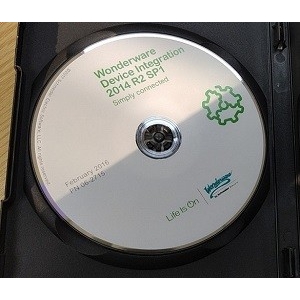 Wonderware
Device Integration
2014 R2 SP1
Simply connected
February 2016
Life Is On
Wonderware